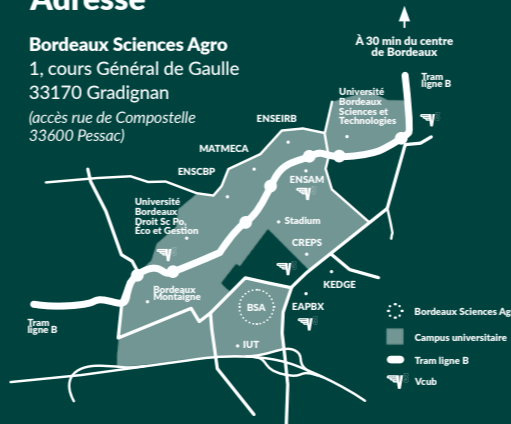 Adresse
Bordeaux Sciences Agro
1, cours Général de Gaulle
33170 Gradignan
(accès rue de Compostelle
33600 Pessac)
À 30 min du centre
de Bordeaux
Tram
ligne B
Université
Bordeaux
Sciences et
Technologies
ENSEIRB
MATMECA
ENSCBP
ENSAM
Université
Bordeaux
Droit Sc Po,
Éco et Gestion
Stadium
CREPS
KEDGE
Bordeaux
Montaigne
BSA
EAPBX
IUT
Tram
ligne B
Bordeaux Sciences Ag
Campus universitaire
Tram ligne B
Vcub